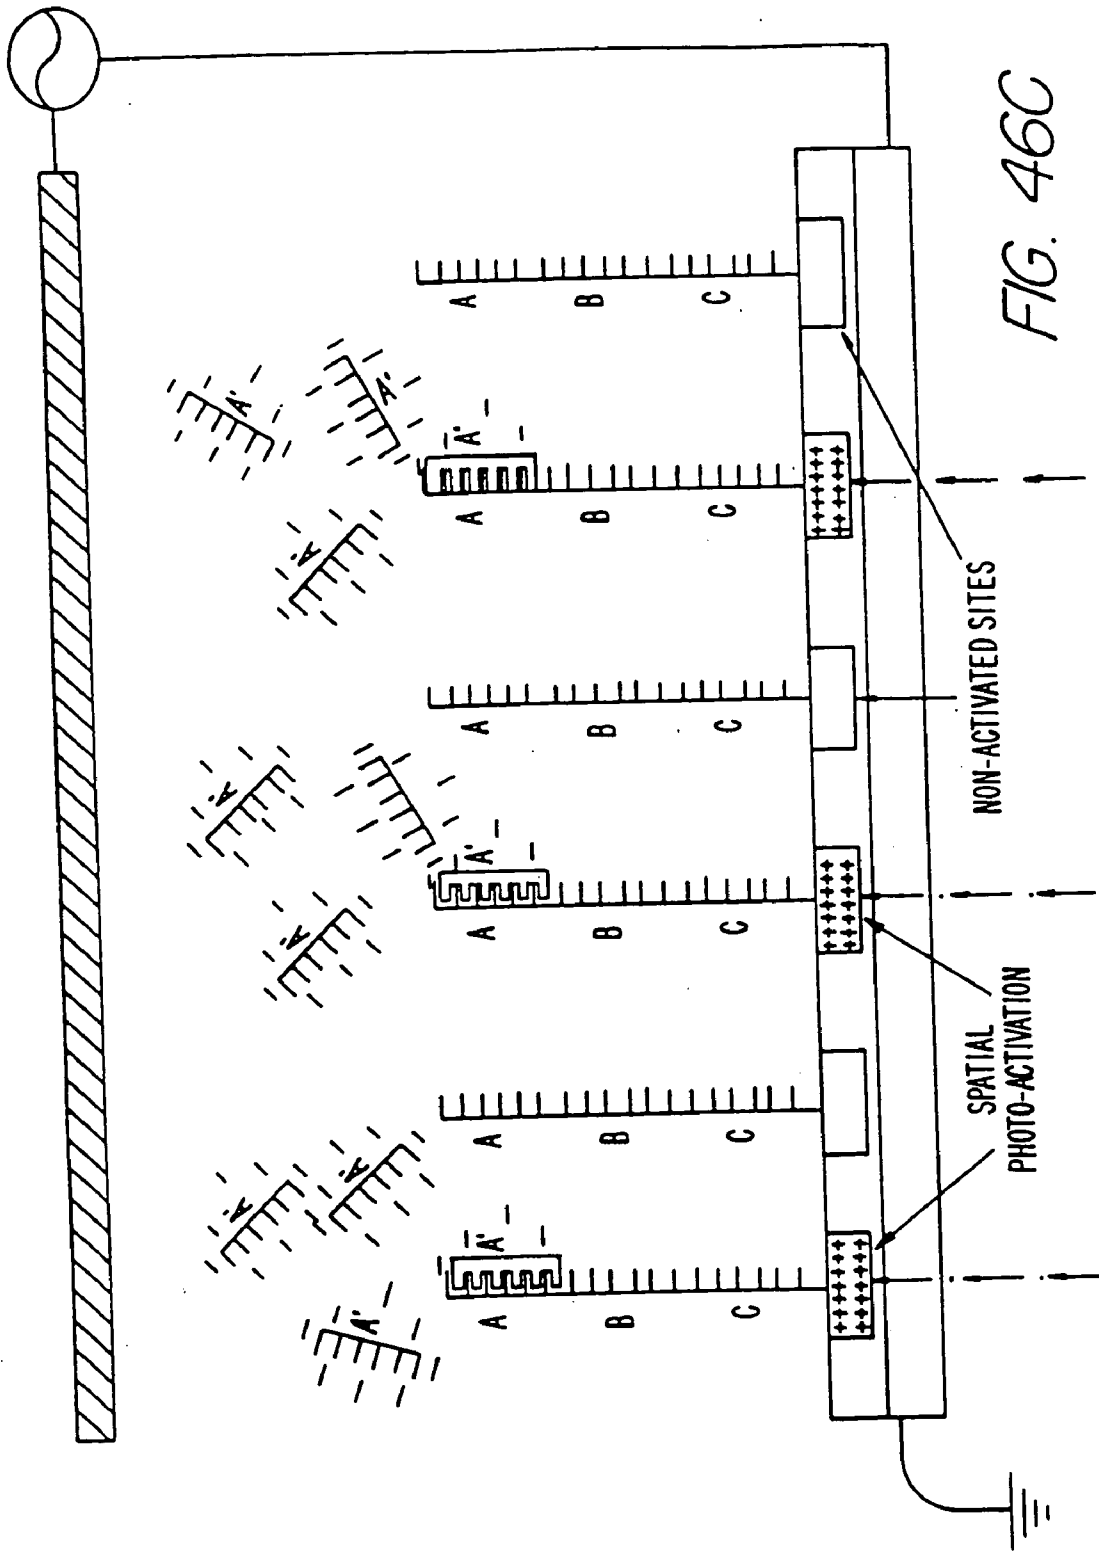 A'
A'
A'
A'
A'
A'
A'
A'
A' A' A'
A A A A A A
B B B B B B
C C C C C C
SPATIAL
PHOTO-ACTIVATION
NON-ACTIVATED SITES
FIG. 46C